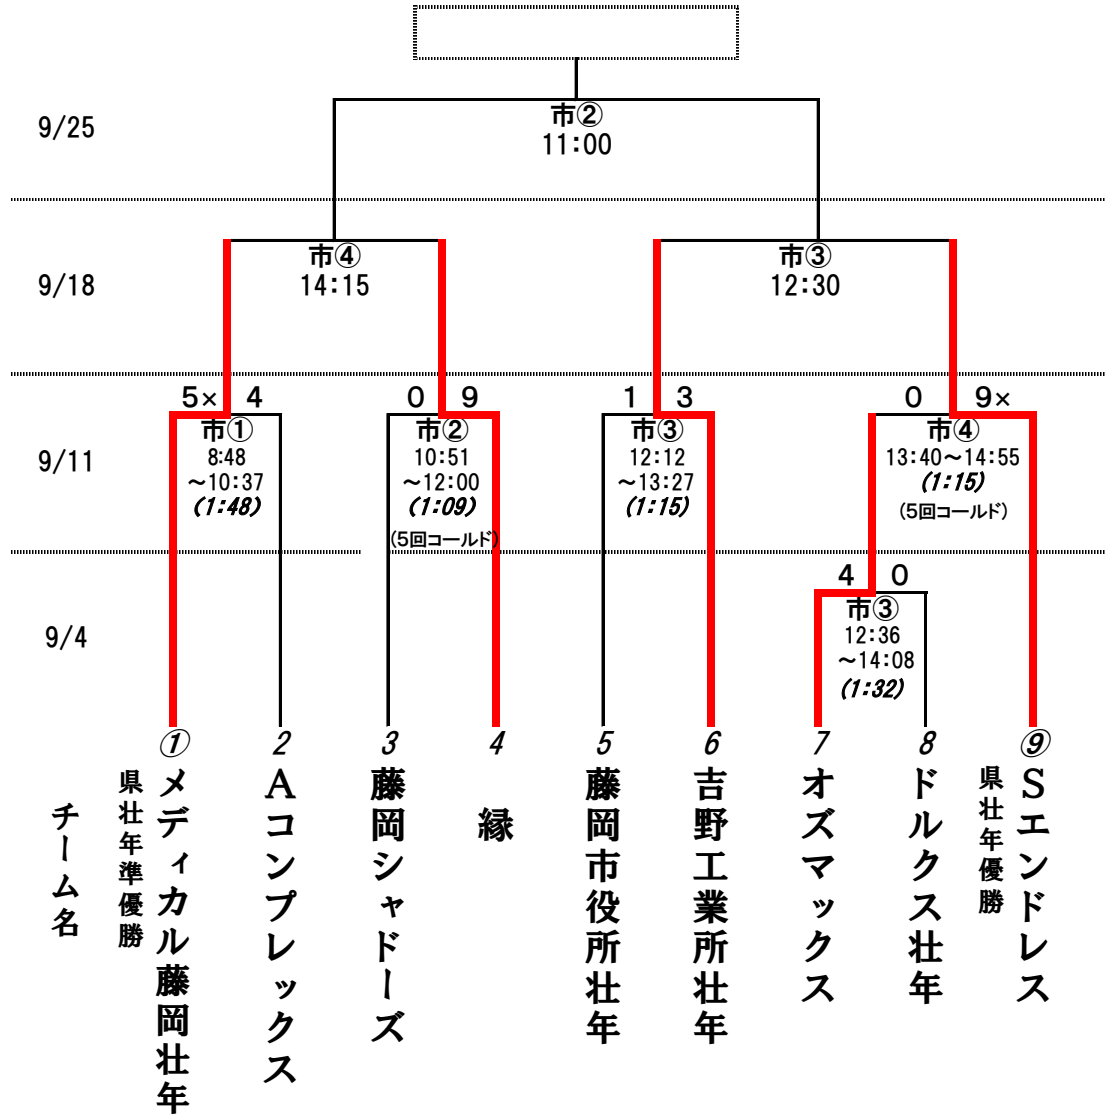 9/25
市②
11:00
9/18
市④
14:15
市③
12:30
9/11
5× 4
市①
8:48
～10:37
(1:48)
0 9
市②
10:51
～12:00
(1:09)
(5回コールド)
1 3
市③
12:12
～13:27
(1:15)
0 9×
市④
13:40～14:55
(1:15)
(5回コールド)
9/4
4 0
市③
12:36
～14:08
(1:32)
① 2 3 4 5 6 7 8 ⑨
チーム名
県壮年準優勝
メディカル藤岡壮年
Aコンプレックス
藤岡シャドーズ
縁
藤岡市役所壮年
吉野工業所壮年
オズマックス
ドルクス壮年
県壮年優勝
Sエンドレス